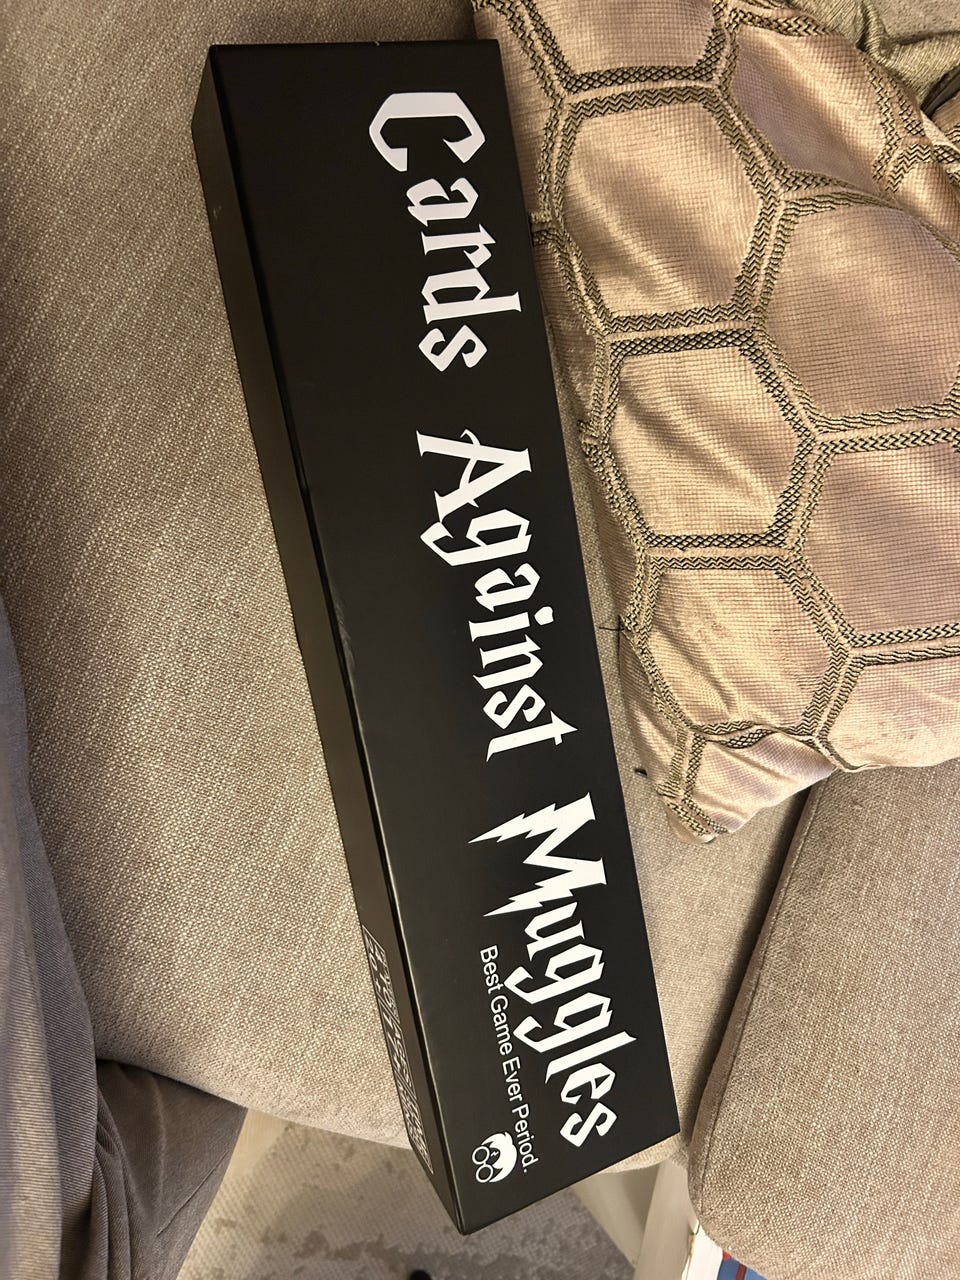 Cards Against Muggles
Best Game Ever Period.